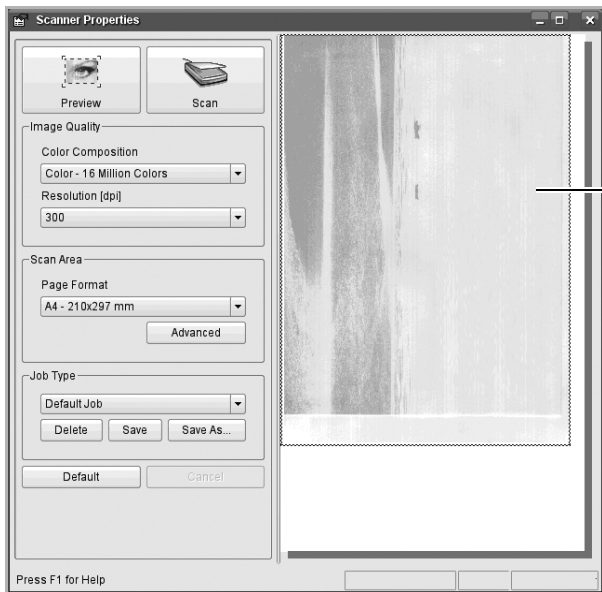 Scanner Properties
Preview
Scan
Image Quality
Color Composition
Color - 16 Million Colors
Resolution [dpi]
300
Scan Area
Page Format
A4 - 210x297 mm
Advanced
Job Type
Default Job
Delete
Save
Save As...
Default
Cancel
Press F1 for Help